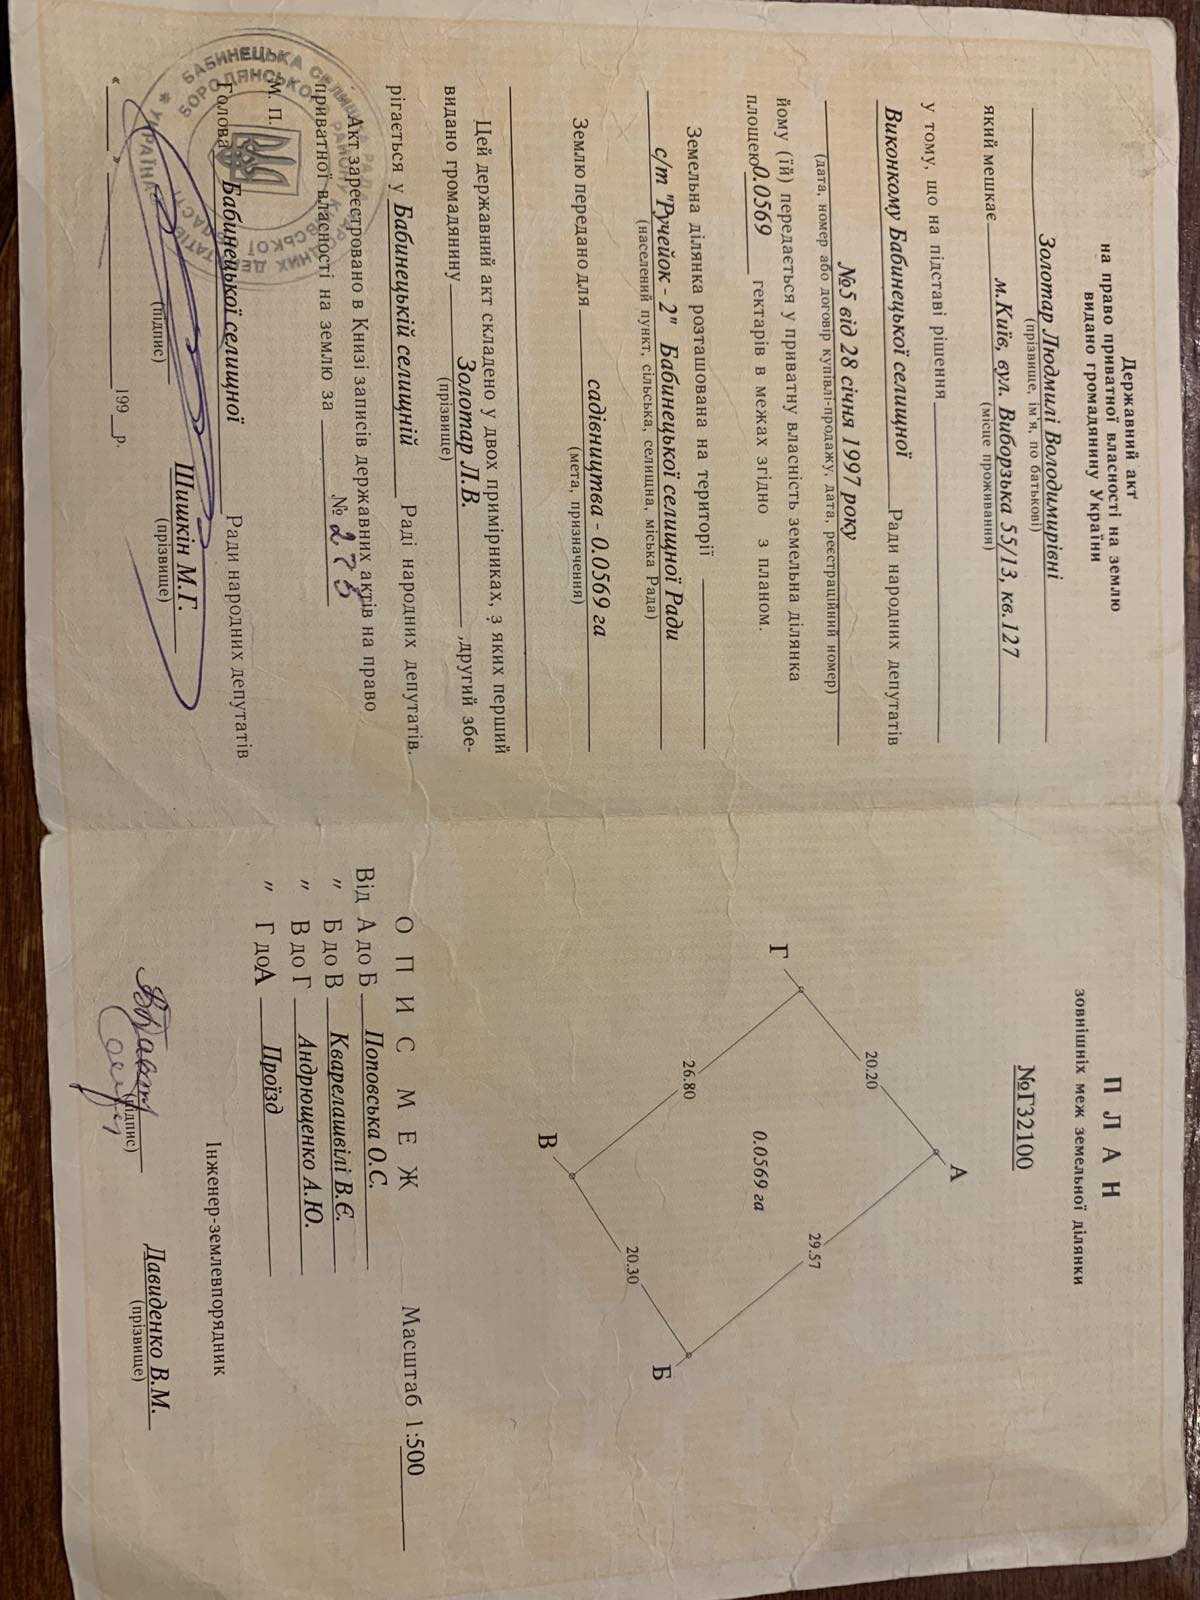 Державний акт
на право приватної власності на землю
видано громадянину України
Золотар Людмилі Володимирівні
(прізвище, ім'я, по батькові)
який мешкає м.Київ, вул. Виборзька 55/13, кв.127
(місце проживання)
у тому, що на підставі рішення
Виконкому Бабинецької селищної Ради народних депутатів
№5 від 28 січня 1997 року
(дата, номер або договір купівлі-продажу, дата, реєстраційний номер)
йому (їй) передається у приватну власність земельна ділянка
площею 0.0569 гектарів в межах згідно з планом.
Земельна ділянка розташована на території
с/т "Ручейок - 2" Бабинецької селищної Ради
(населений пункт, сільська, селищна, міська Рада)
Землю передано для садівництва - 0.0569 га
(мета, призначення)
Цей державний акт складено у двох примірниках, з яких перший
видано громадянину Золотар Л.В. ,другий збе-
(прізвище)
рігається у Бабинецькій селищній Раді народних депутатів.
Акт зареєстровано в Книзі записів державних актів на право
приватної власності на землю за № 273
М. П.
Голова Бабинецької селищної Ради народних депутатів
Шишкін М.Г.
(підпис) (прізвище)
« » 199 р.
БАБИНЕЦЬКА СЕЛИЩНА РАДА НАРОДНИХ ДЕПУТАТІВ
БОРОДЯНСЬКОГО РАЙОНУ КИЇВСЬКОЇ ОБЛАСТІ
УКРАЇНА
П Л А Н
зовнішніх меж земельної ділянки
№Г32100
А
Г
20.20
29.57
0.0569 га
26.80
Б
20.30
В
О П И С М Е Ж Масштаб 1:500
Від А до Б Поповська О.С.
" Б до В Кварелашвілі В.Є.
" В до Г Андрющенко А.Ю.
" Г до А Проїзд
Інженер-землевпорядник
Давиденко В.М.
(підпис) (прізвище)